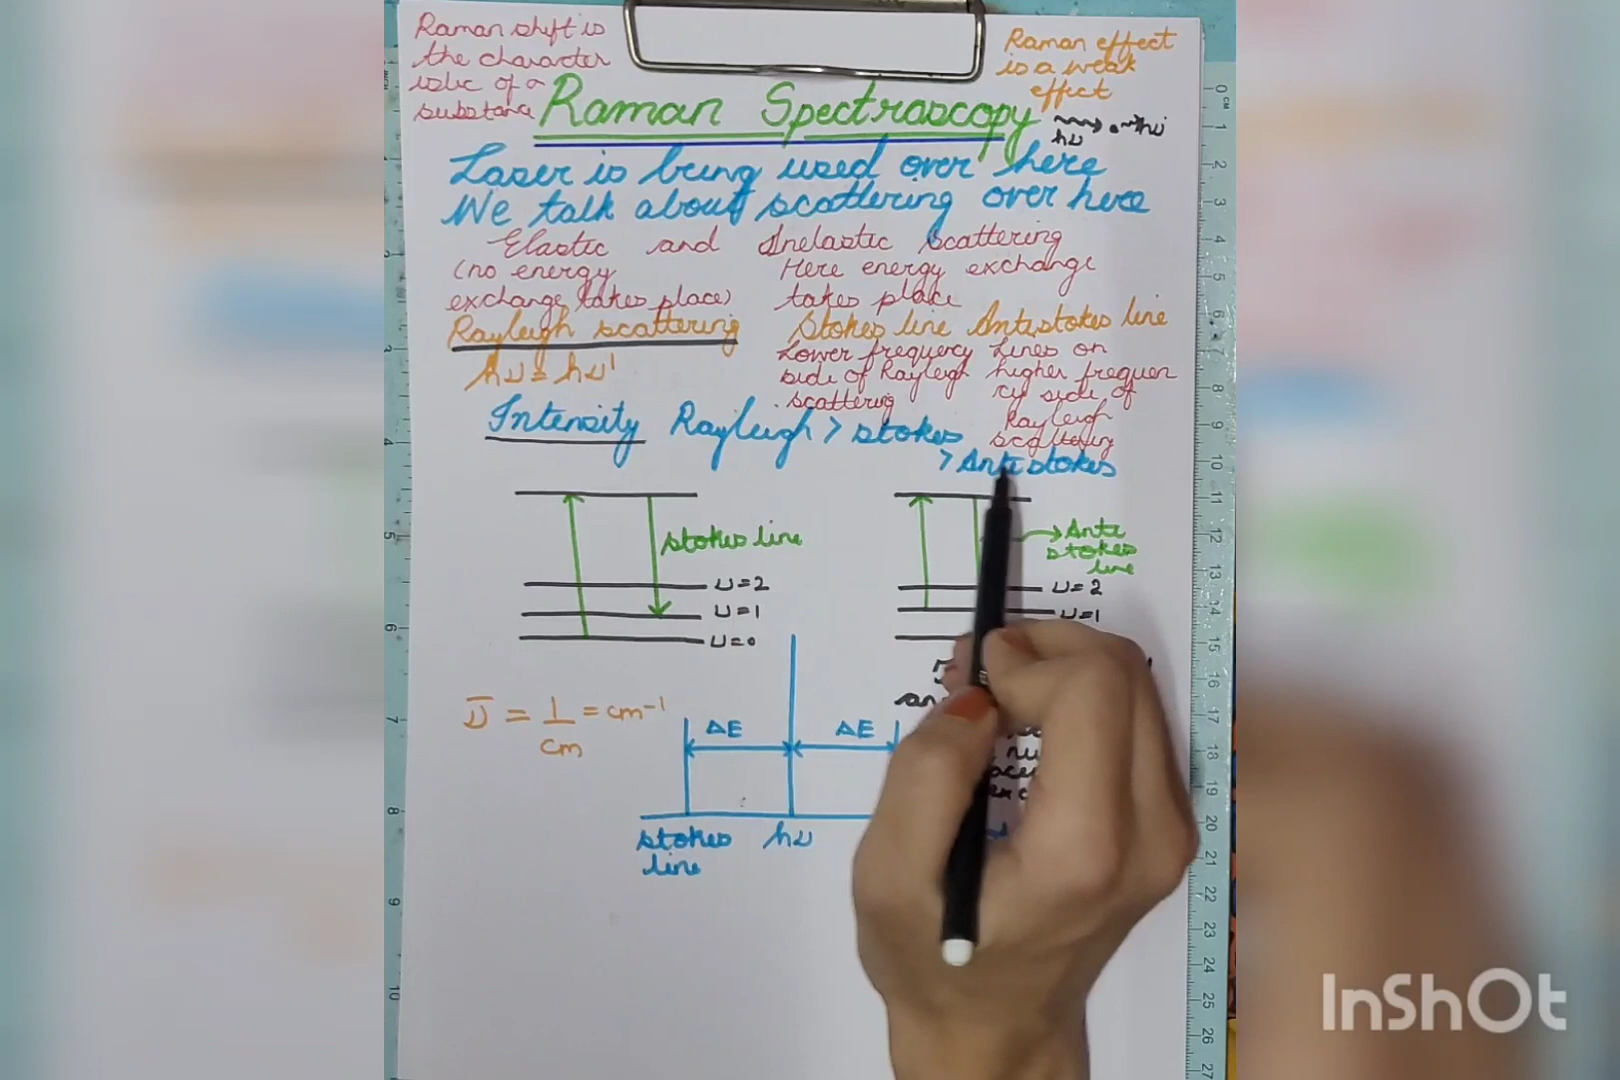 Raman shift is
the character
istic of a
substance
Raman effect
is a weak
effect
Raman Spectroscopy
hν
hν'
Laser is being used over here
We talk about scattering over here
Elastic and Inelastic scattering
(no energy
exchange takes place)
Here energy exchange
takes place
Rayleigh scattering
hν = hν'
Stokes line Antistokes line
Lower frequency
side of Rayleigh
scattering
Lines on
higher frequen
cy side of
Rayleigh
scattering
Intensity Rayleigh > stokes
> Antistokes
stokes line
ν=2
ν=1
ν=0
Anti
stokes
line
ν=2
ν=1
ν̄ = 1/cm = cm⁻¹
ΔE
ΔE
stokes
line
hν
InShOt